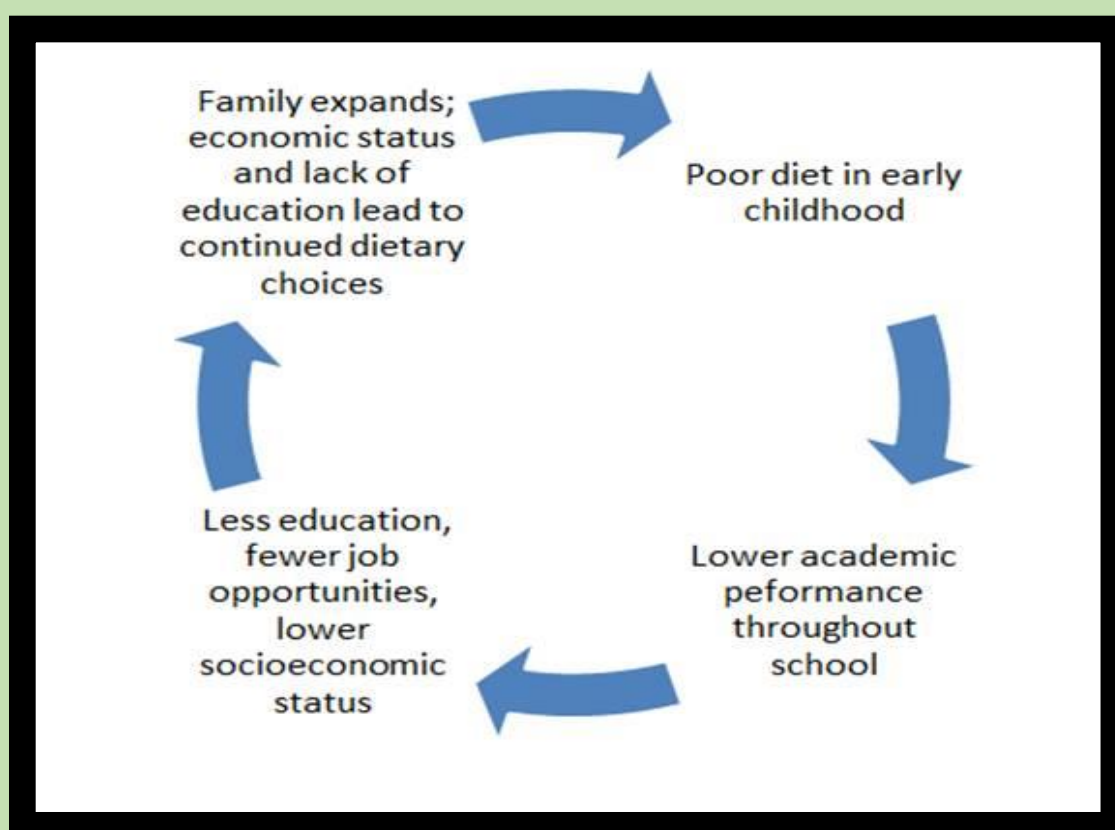 Family expands;
economic status
and lack of
education lead to
continued dietary
choices
Poor diet in early
childhood
Lower academic
peformance
throughout
school
Less education,
fewer job
opportunities,
lower
socioeconomic
status